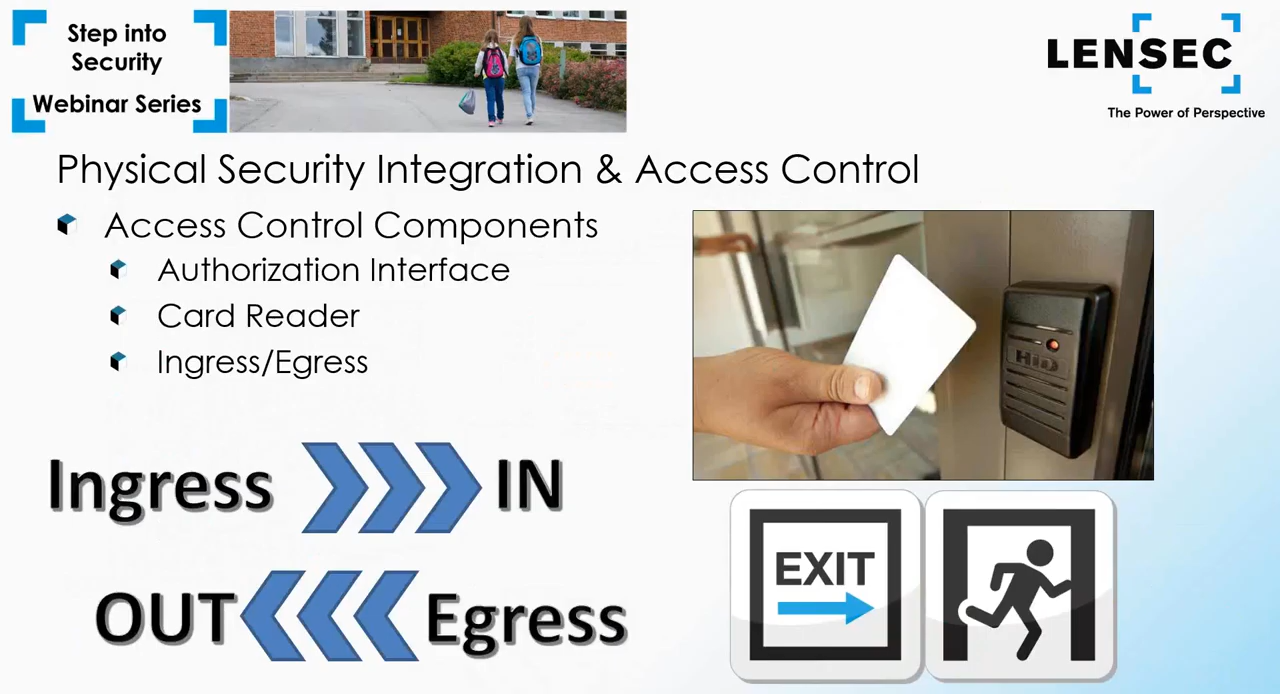 Step into
Security
Webinar Series
LENSEC
The Power of Perspective
Physical Security Integration & Access Control
Access Control Components
Authorization Interface
Card Reader
Ingress/Egress
HID
Ingress IN
OUT Egress
EXIT